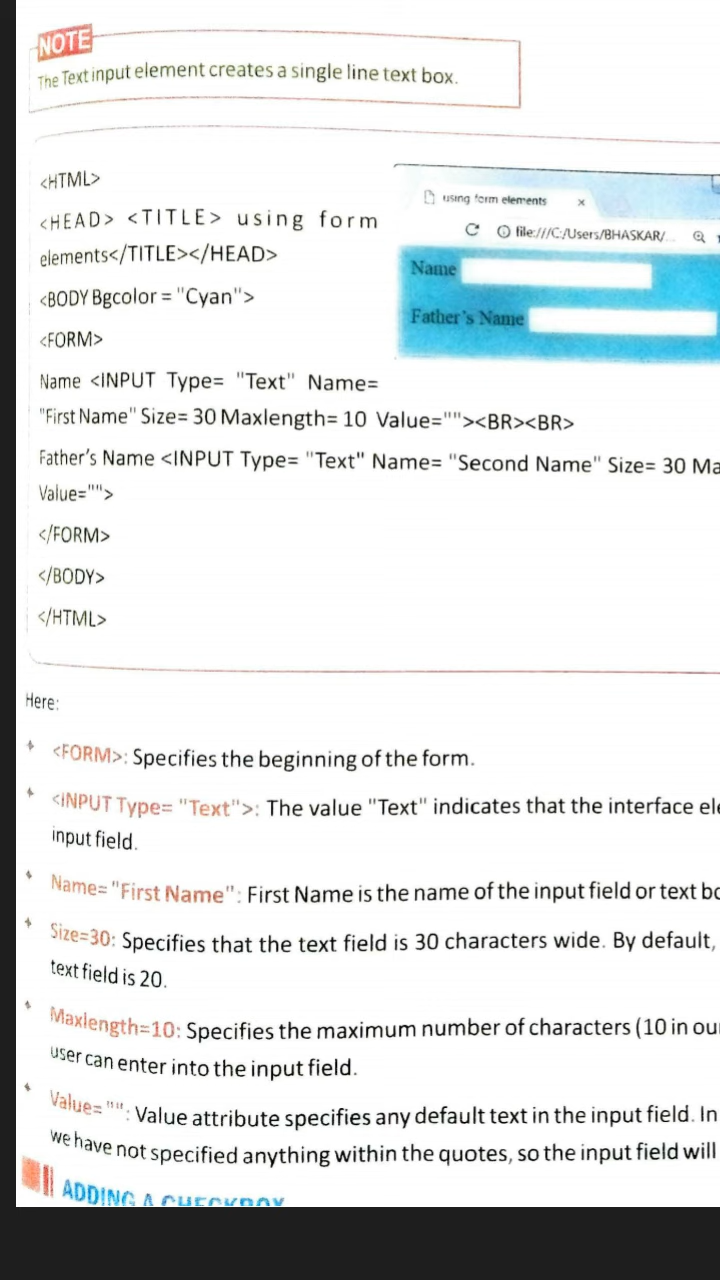 NOTE
The Text input element creates a single line text box.
<HTML>
<HEAD> <TITLE> using form
elements</TITLE></HEAD>
<BODY Bgcolor = "Cyan">
<FORM>
Name <INPUT Type= "Text" Name=
"First Name" Size= 30 Maxlength= 10 Value=""><BR><BR>
Father's Name <INPUT Type= "Text" Name= "Second Name" Size= 30 Ma
Value="">
</FORM>
</BODY>
</HTML>
using form elements x
file:///C:/Users/BHASKAR/...
Name
Father's Name
Here:
<FORM>: Specifies the beginning of the form.
<INPUT Type= "Text">: The value "Text" indicates that the interface ele
input field.
Name= "First Name": First Name is the name of the input field or text bo
Size=30: Specifies that the text field is 30 characters wide. By default,
text field is 20.
Maxlength=10: Specifies the maximum number of characters (10 in our
user can enter into the input field.
Value= "": Value attribute specifies any default text in the input field. In
we have not specified anything within the quotes, so the input field will
ADDING A CHECKBOX